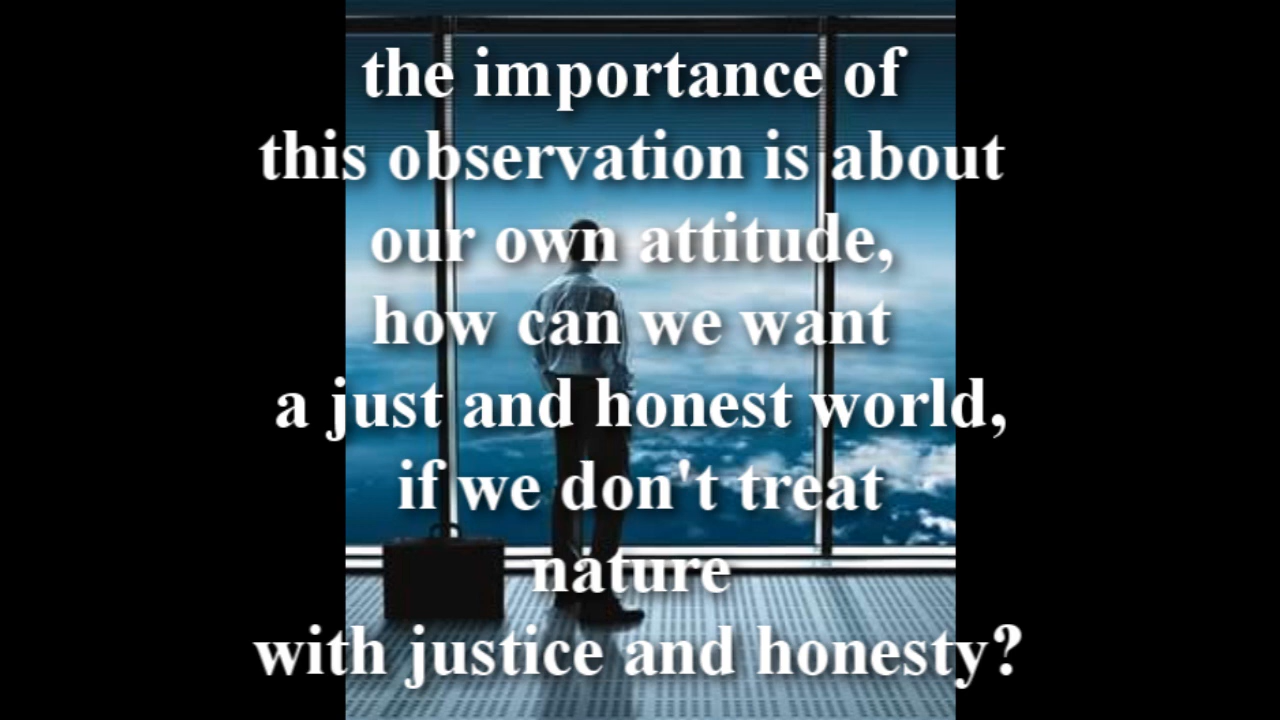 the importance of
this observation is about
our own attitude,
how can we want
a just and honest world,
if we don't treat
nature
with justice and honesty?